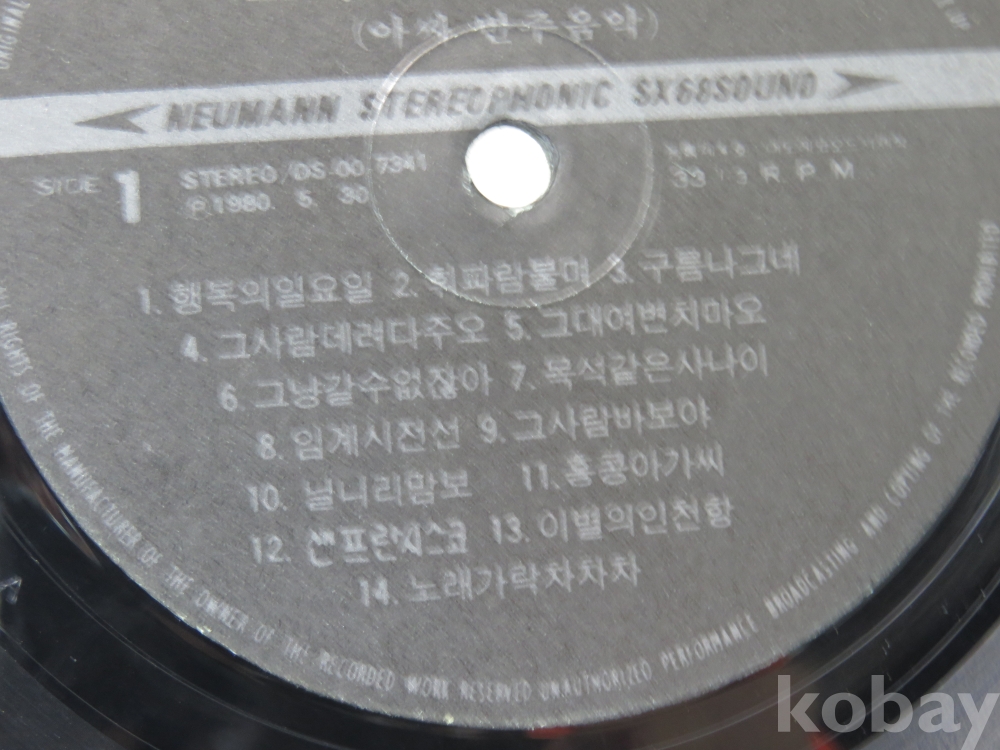 (아싸 반주음악)
NEUMANN STEREOPHONIC SX68SOUND
SIDE 1
STEREO/OS-00 7341
℗.1980. 5. 30
33 R.P.M
1. 행복의일요일 2. 휘파람불며 3. 구름나그네
4. 그사람데려다주오 5. 그대여변치마오
6. 그냥갈수없잖아 7. 목석같은사나이
8. 임계시전선 9. 그사람바보야
10. 닐니리맘보 11. 홍콩아가씨
12. 샌프란시스코 13. 이별의인천항
14. 노래가락차차차
ALL RIGHTS OF THE MANUFACTURER OF THE OWNER OF THE RECORDED WORK RESERVED UNAUTHORIZED PERFORMANCE BROADCASTING AND COPYING OF THE RECORDS PROHIBITED
kobay